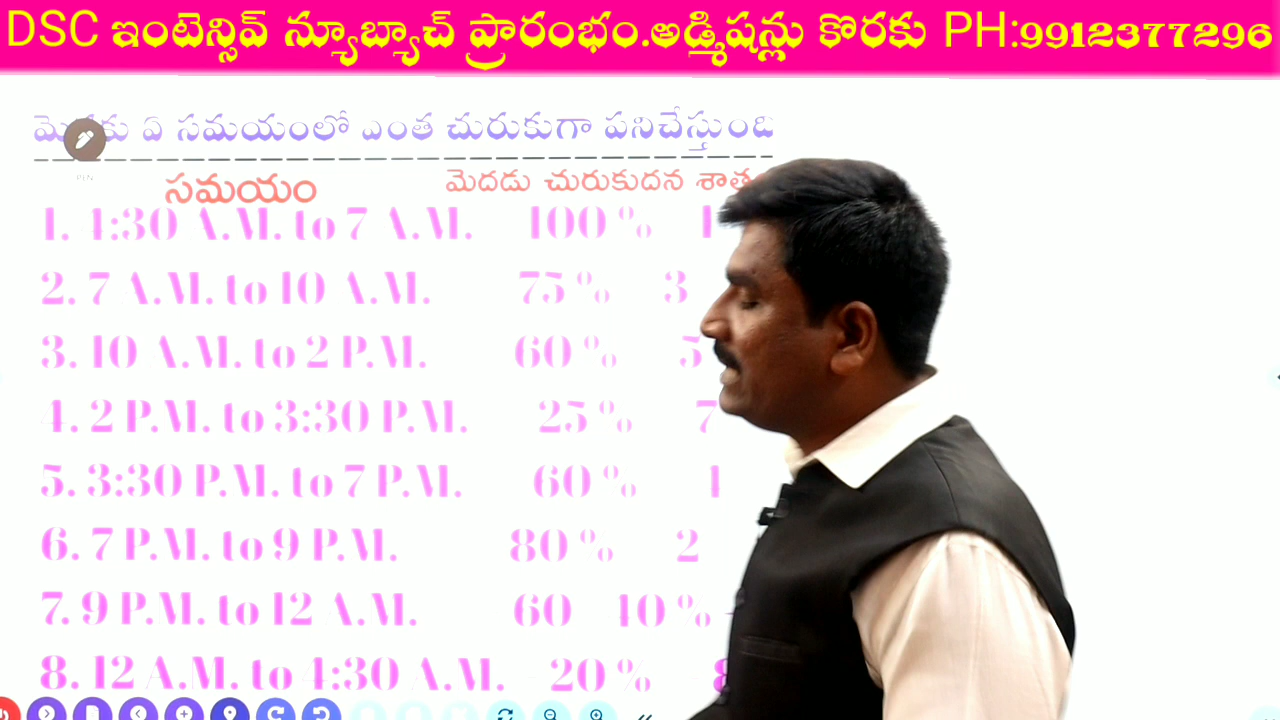 DSC ఇంటెన్సివ్ న్యూబ్యాచ్ ప్రారంభం.అడ్మిషన్లు కొరకు PH:9912377296
ఏ సమయంలో ఎంత చురుకుగా పనిచేస్తుంది
PEN
సమయం మెదడు చురుకుదన
1. 4:30 A.M. to 7 A.M. 100 % 1
2. 7 A.M. to 10 A.M. 75 % 3
3. 10 A.M. to 2 P.M. 60 % 5
4. 2 P.M. to 3:30 P.M. 25 % 7
5. 3:30 P.M. to 7 P.M. 60 %
6. 7 P.M. to 9 P.M. 80 % 2
7. 9 P.M. to 12 A.M. 60 40 %
8. 12 A.M. to 4:30 A.M. - 20 % - 8